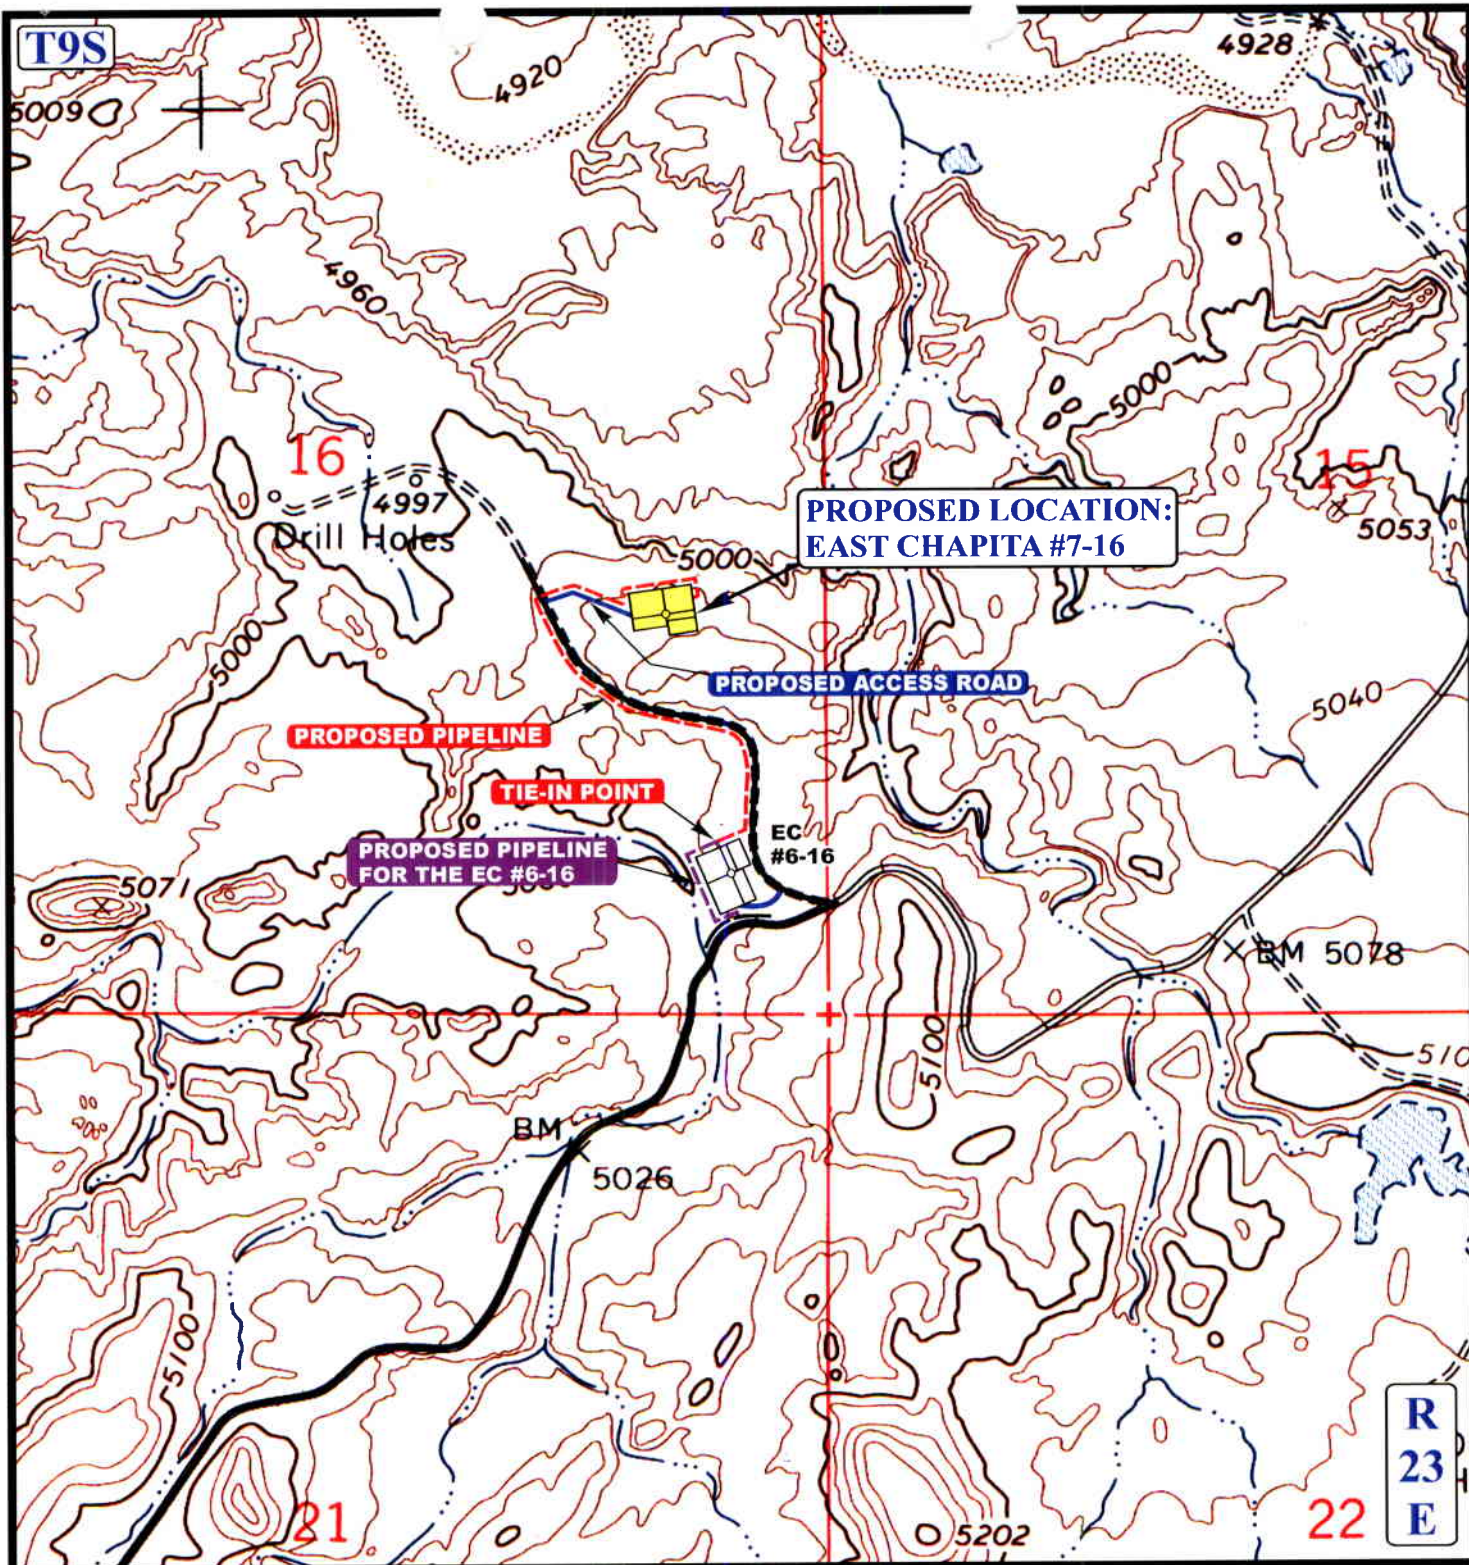 T9S
4928
4920
5009
4960
5000
16
15
4997
PROPOSED LOCATION:
EAST CHAPITA #7-16
5053
Drill Holes
5000
5000
PROPOSED ACCESS ROAD
5040
PROPOSED PIPELINE
TIE-IN POINT
EC
#6-16
PROPOSED PIPELINE
FOR THE EC #6-16
5071
BM 5078
5100
510
BM
5026
5100
R
23
E
21
22
5202